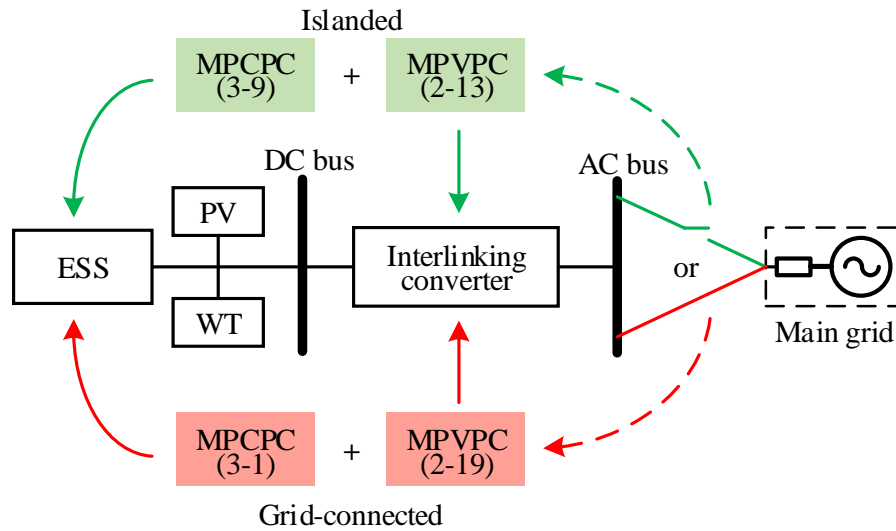 Islanded
MPCPC
(3-9)
+
MPVPC
(2-13)
DC bus
AC bus
PV
ESS
WT
Interlinking
converter
or
Main grid
MPCPC
(3-1)
+
MPVPC
(2-19)
Grid-connected